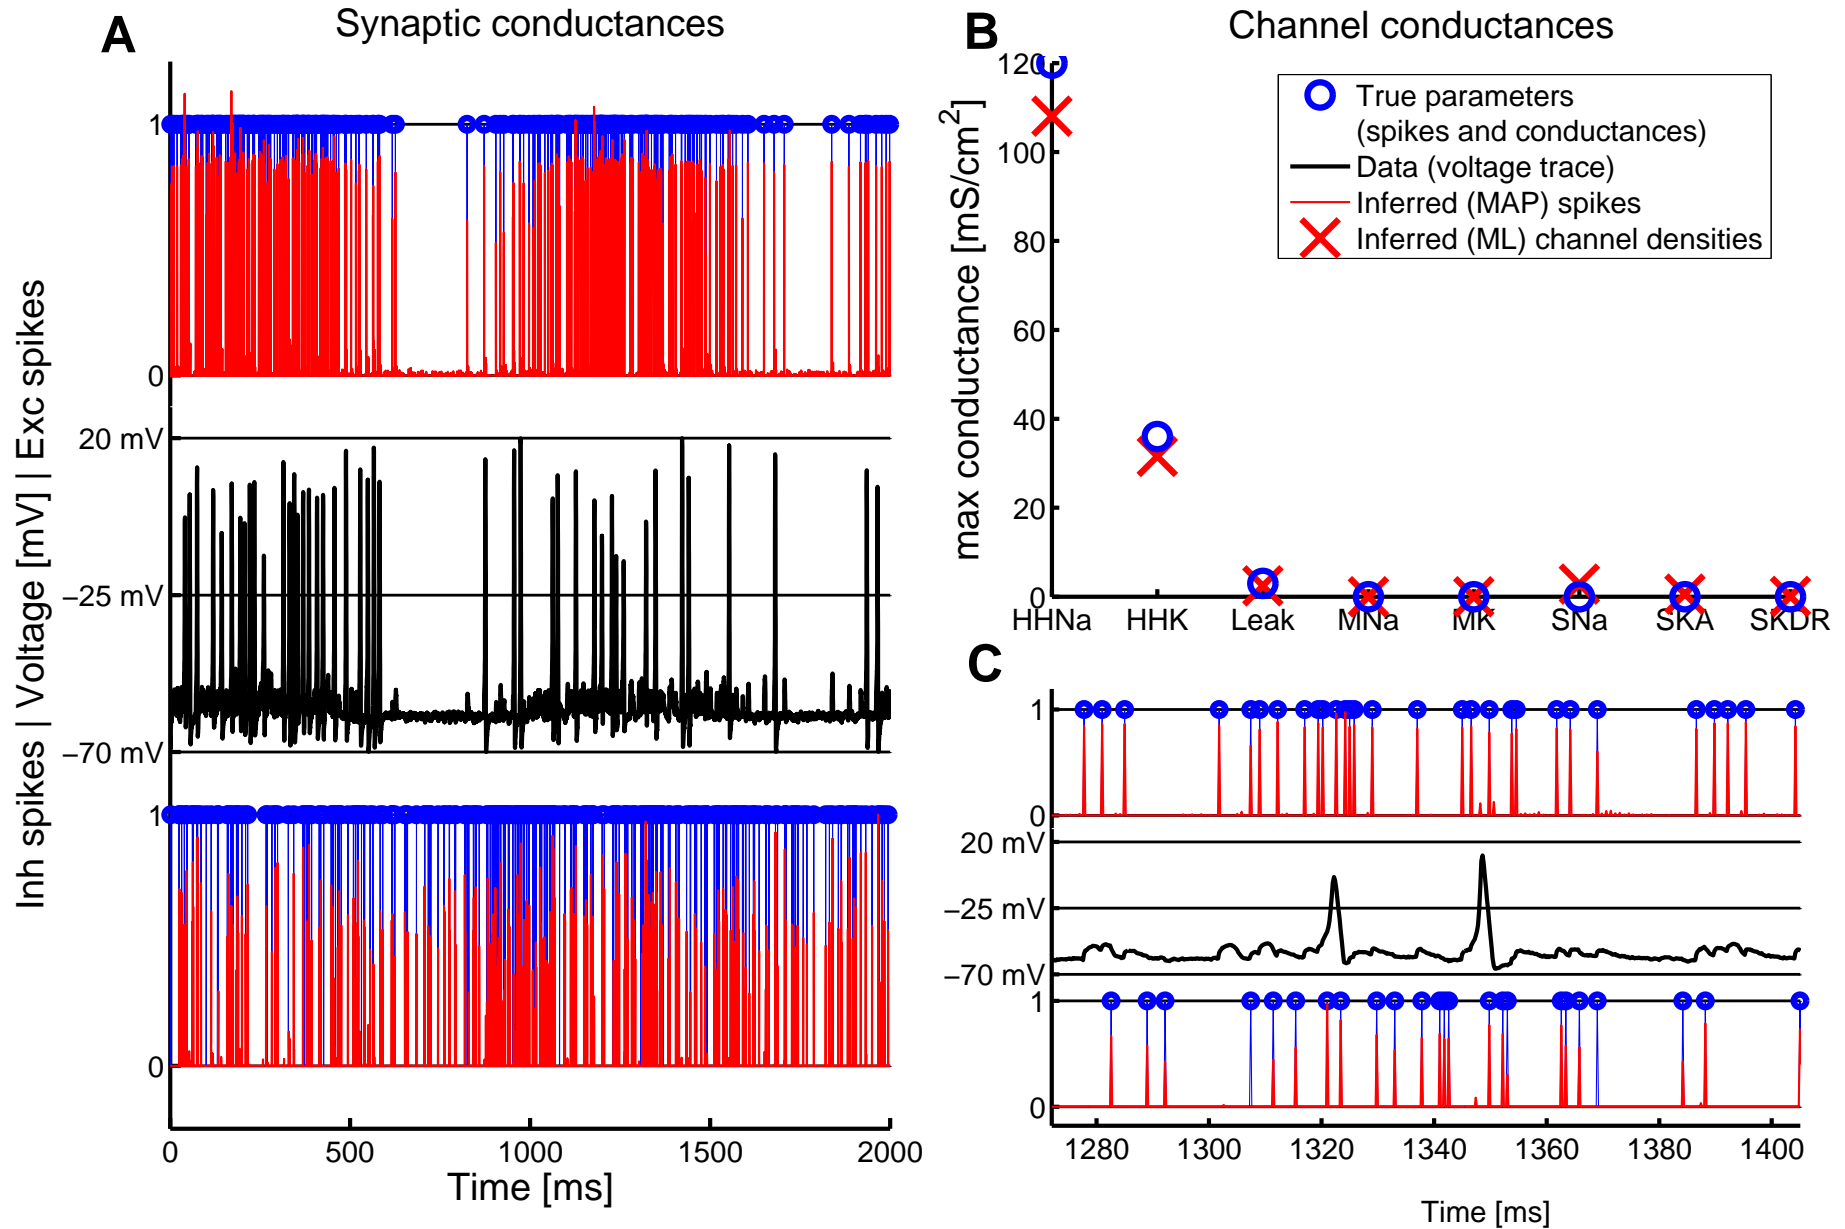 A
Synaptic conductances
Inh spikes | Voltage [mV] | Exc spikes
1
0
20 mV
−25 mV
−70 mV
1
0
0
500
1000
1500
2000
Time [ms]
B
Channel conductances
max conductance [mS/cm2]
120
100
80
60
40
20
0
HHNa
HHK
Leak
MNa
MK
SNa
SKA
SKDR
True parameters
(spikes and conductances)
Data (voltage trace)
Inferred (MAP) spikes
Inferred (ML) channel densities
C
1
0
20 mV
−25 mV
−70 mV
1
0
1280
1300
1320
1340
1360
1380
1400
Time [ms]